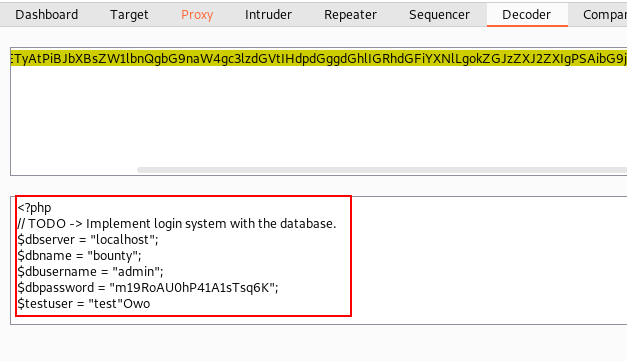 Dashboard Target Proxy Intruder Repeater Sequencer Decoder Compa
ETyAtPiBJbXBsZW1lbnQgbG9naW4gc3lzdGVtIHdpdGggdGhlIGRhdGFiYXNlLgokZGJzZXJ2ZXIgPSAibG9j
<?php
// TODO -> Implement login system with the database.
$dbserver = "localhost";
$dbname = "bounty";
$dbusername = "admin";
$dbpassword = "m19RoAU0hP41A1sTsq6K";
$testuser = "test"Owo